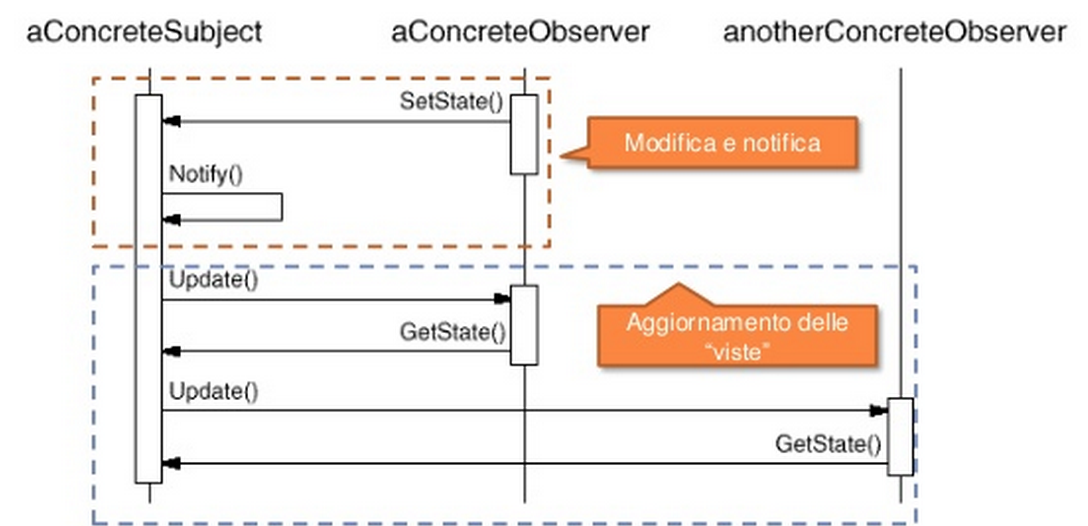 aConcreteSubject
aConcreteObserver
anotherConcreteObserver
SetState()
Modifica e notifica
Notify()
Update()
Aggiornamento delle
“viste”
GetState()
Update()
GetState()